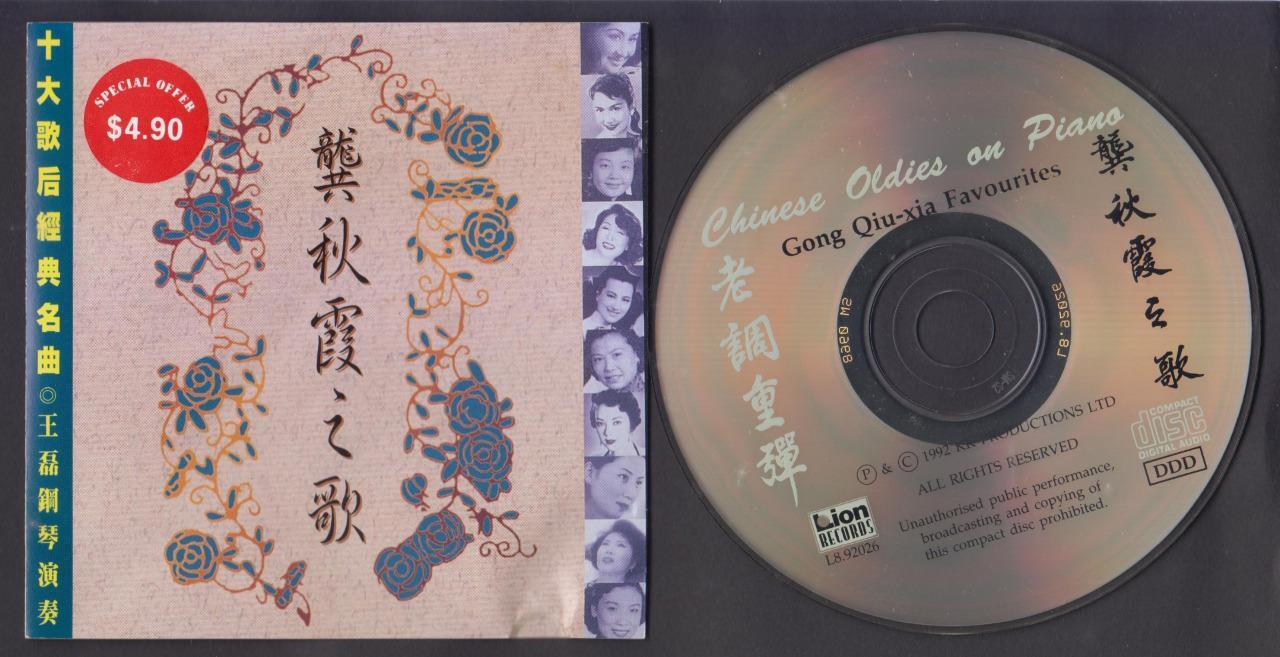 十大歌后經典名曲◎王磊鋼琴演奏
SPECIAL OFFER
$4.90
龔秋霞之歌
Chinese Oldies on Piano
Gong Qiu-xia Favourites
老調重彈
龔秋霞之歌
P & C 1992 KK PRODUCTIONS LTD
ALL RIGHTS RESERVED
Unauthorised public performance,
broadcasting and copying of
this compact disc prohibited.
Lion
RECORDS
L8.92026
COMPACT
disc
DIGITAL AUDIO
DDD